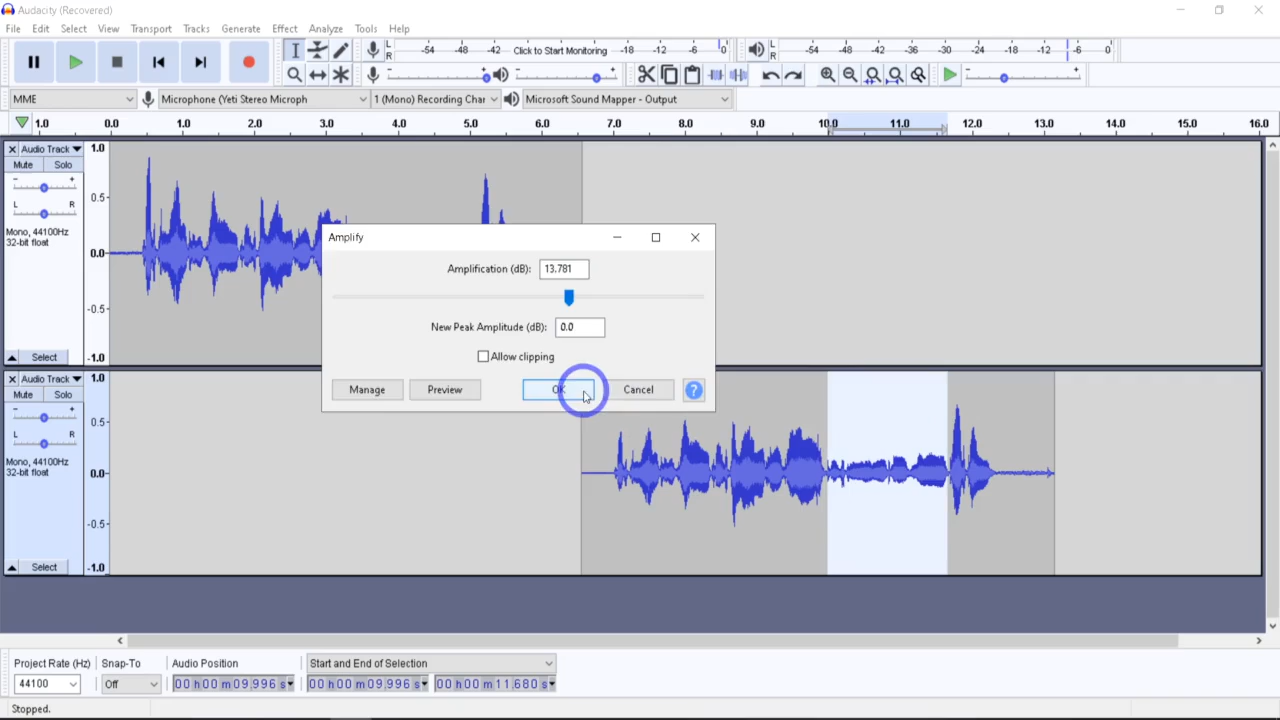 Audacity (Recovered)
File Edit Select View Transport Tracks Generate Effect Analyze Tools Help
L R -54 -48 -42 Click to Start Monitoring -18 -12 -6 0 L R -54 -48 -42 -36 -30 -24 -18 -12 -6 0
- + - + - +
MME Microphone (Yeti Stereo Microph 1 (Mono) Recording Char Microsoft Sound Mapper - Output
1.0 0.0 1.0 2.0 3.0 4.0 5.0 6.0 7.0 8.0 9.0 10.0 11.0 12.0 13.0 14.0 15.0 16.0
Audio Track 1.0
Mute Solo
- + 0.5-
L R
Mono, 44100Hz
32-bit float
0.0-
-0.5-
Select -1.0
Amplify
Amplification (dB): 13.781
New Peak Amplitude (dB): 0.0
Allow clipping
Manage Preview OK Cancel ?
Audio Track 1.0
Mute Solo
- + 0.5-
L R
Mono, 44100Hz
32-bit float
0.0-
-0.5-
Select -1.0
Project Rate (Hz) Snap-To Audio Position Start and End of Selection
44100 Off 00 h 00 m 09.996 s 00 h 00 m 09.996 s 00 h 00 m 11.680 s
Stopped.